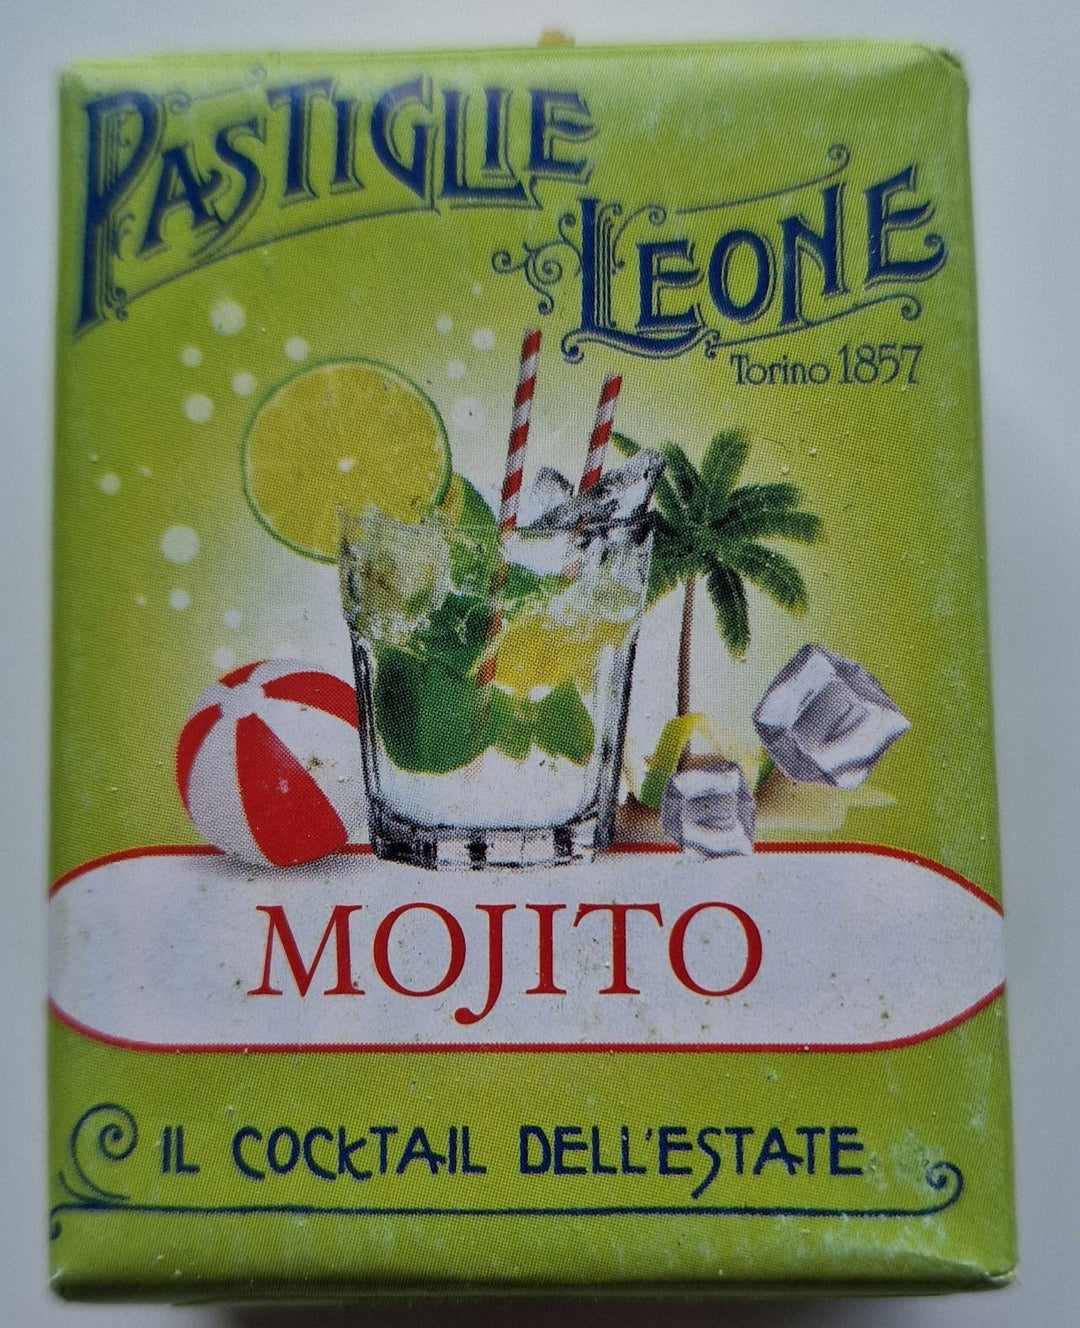 PASTIGLIE
LEONE
Torino 1857
MOJITO
IL COCKTAIL DELL'ESTATE